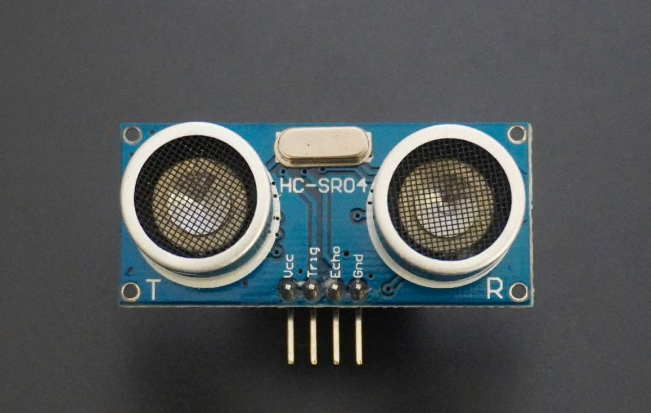 HC-SR04
Vcc
Trig
Echo
Gnd
T
R